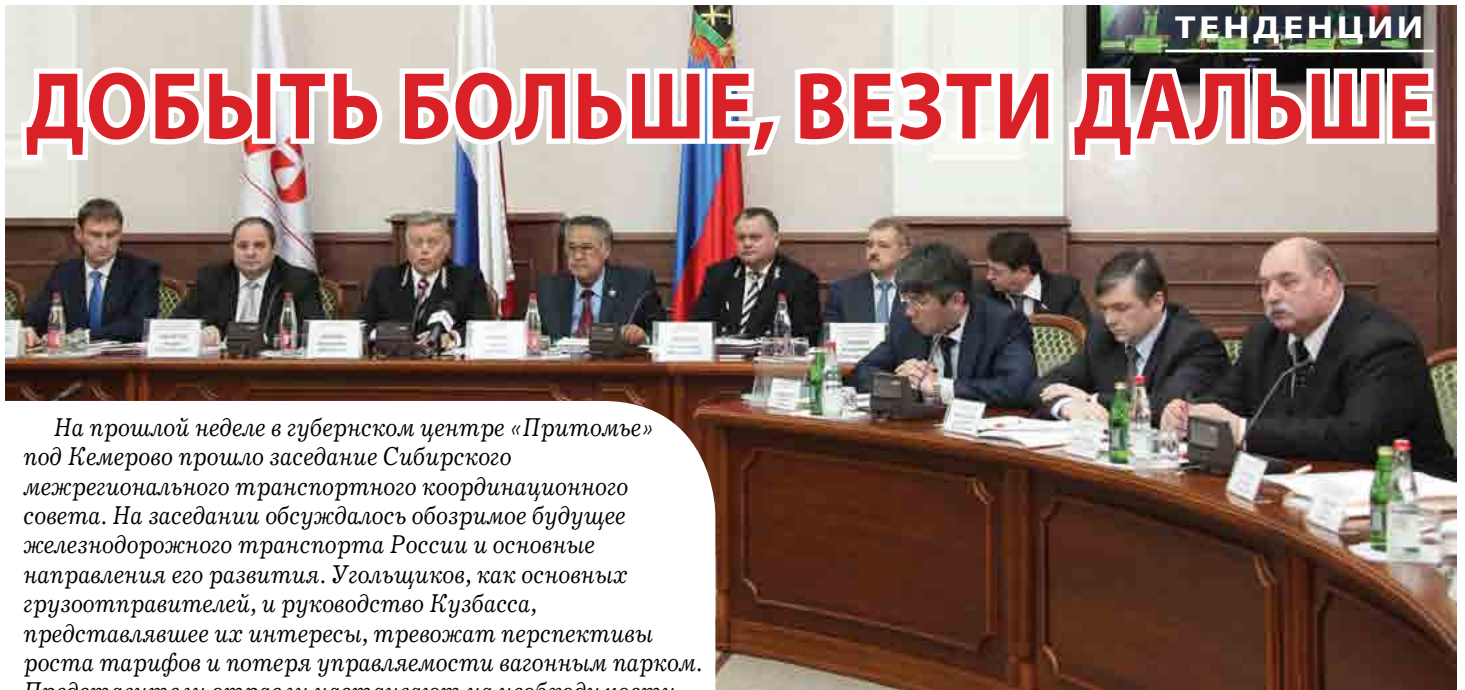 ТЕНДЕНЦИИ
ДОБЫТЬ БОЛЬШЕ, ВЕЗТИ ДАЛЬШЕ
На прошлой неделе в губернском центре «Притомье»
под Кемерово прошло заседание Сибирского
межрегионального транспортного координационного
совета. На заседании обсуждалось обозримое будущее
железнодорожного транспорта России и основные
направления его развития. Угольщиков, как основных
грузоотправителей, и руководство Кузбасса,
представлявшее их интересы, тревожат перспективы
роста тарифов и потеря управляемости вагонным парком.